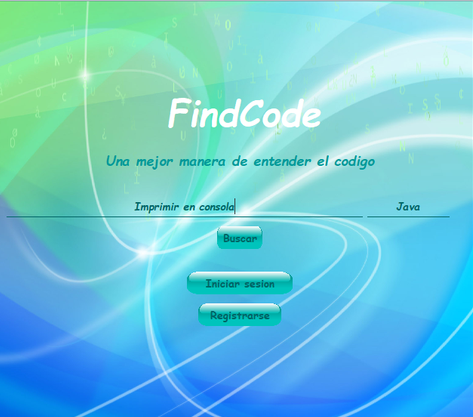 FindCode
Una mejor manera de entender el codigo
Imprimir en consola
Java
Buscar
Iniciar sesion
Registrarse